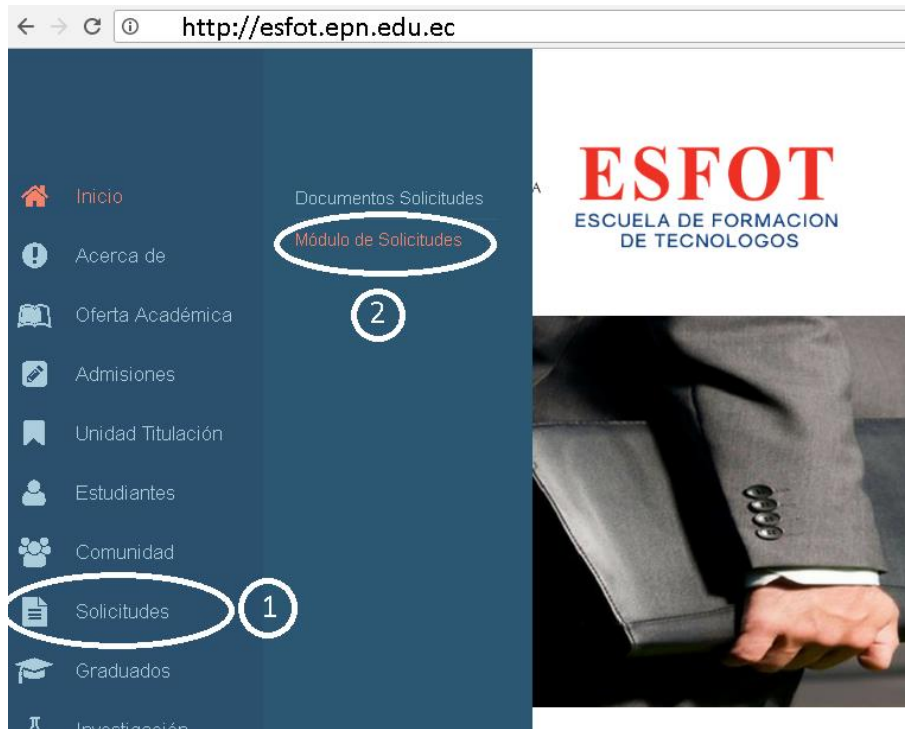 http://esfot.epn.edu.ec
Inicio
Acerca de
Oferta Académica
Admisiones
Unidad Titulación
Estudiantes
Comunidad
Solicitudes
1
Graduados
Investigación
Documentos Solicitudes
Módulo de Solicitudes
2
A
ESFOT
ESCUELA DE FORMACION
DE TECNOLOGOS